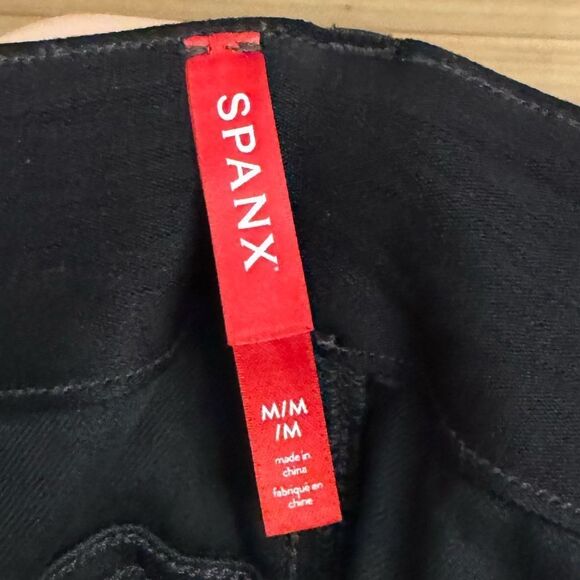 SPANX
M/M
/M
made in
china
fabriqué en
chine